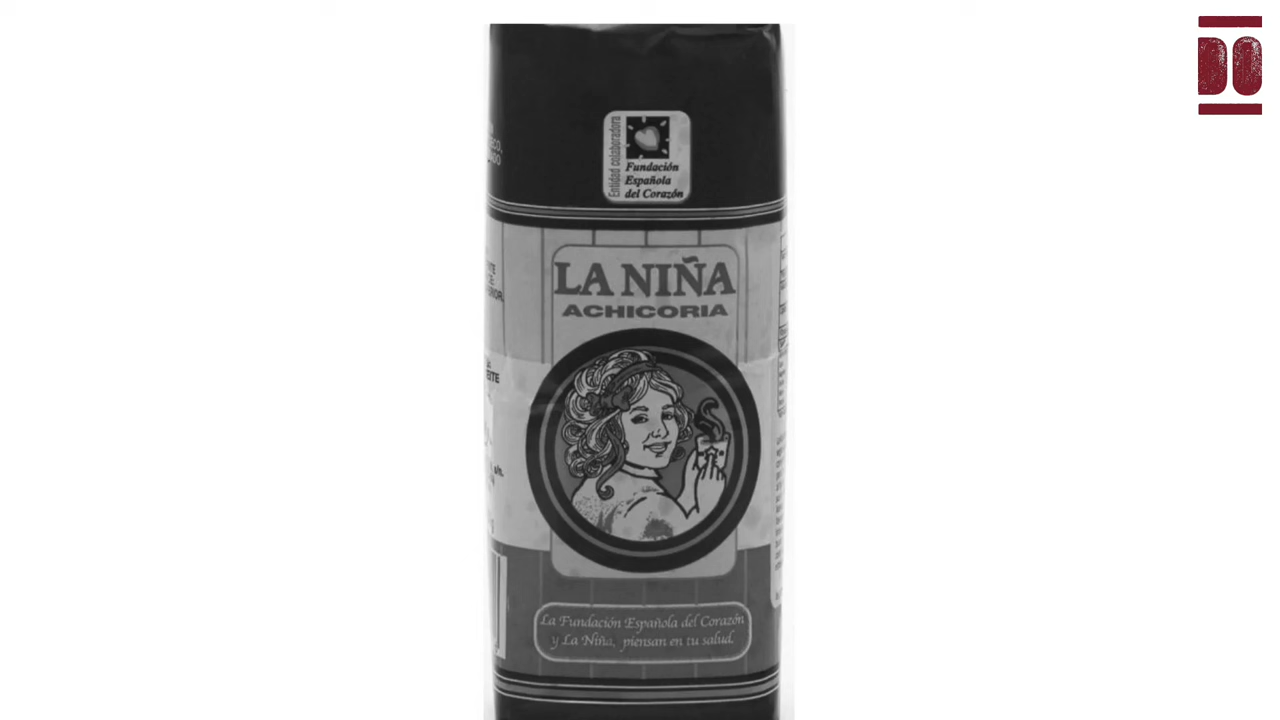 DO
Entidad colaboradora
Fundación
Española
del Corazón
LA NIÑA
ACHICORIA
La Fundación Española del Corazón
y La Niña, piensan en tu salud.